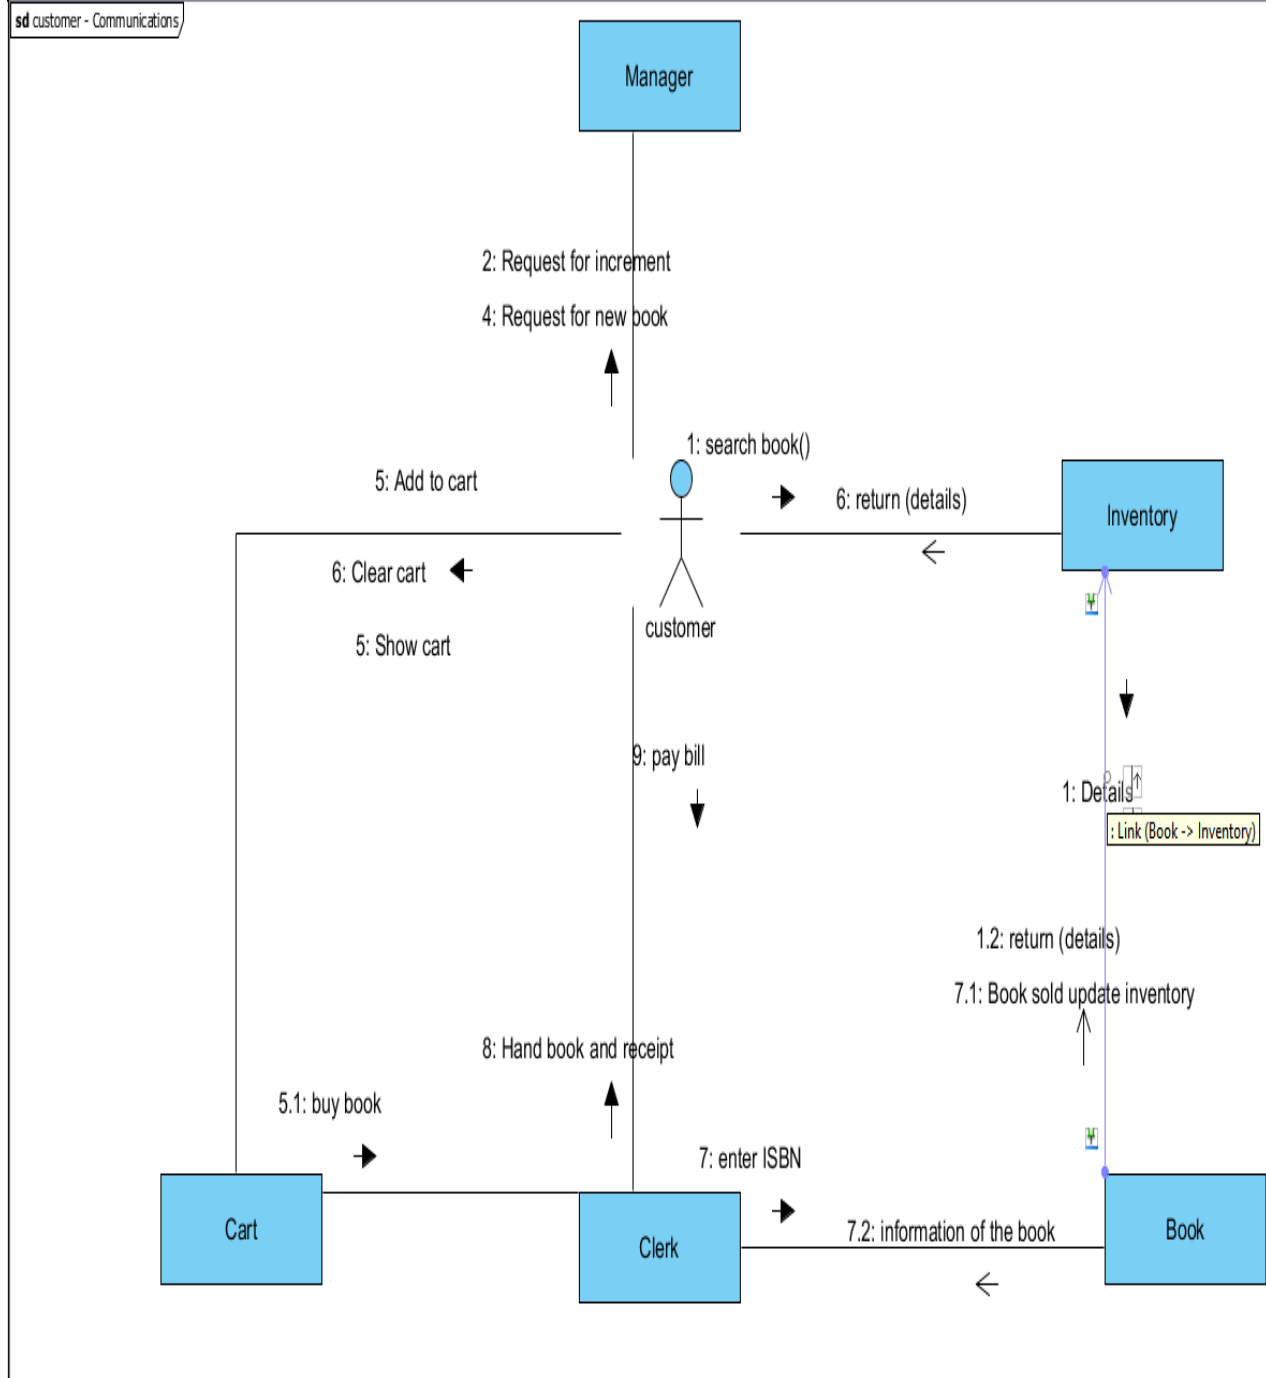 sd customer - Communications
Manager
2: Request for increment
4: Request for new book
1: search book()
5: Add to cart
6: return (details)
Inventory
6: Clear cart
customer
5: Show cart
9: pay bill
1: Details
: Link (Book -> Inventory)
1.2: return (details)
7.1: Book sold update inventory
8: Hand book and receipt
5.1: buy book
7: enter ISBN
7.2: information of the book
Cart
Clerk
Book